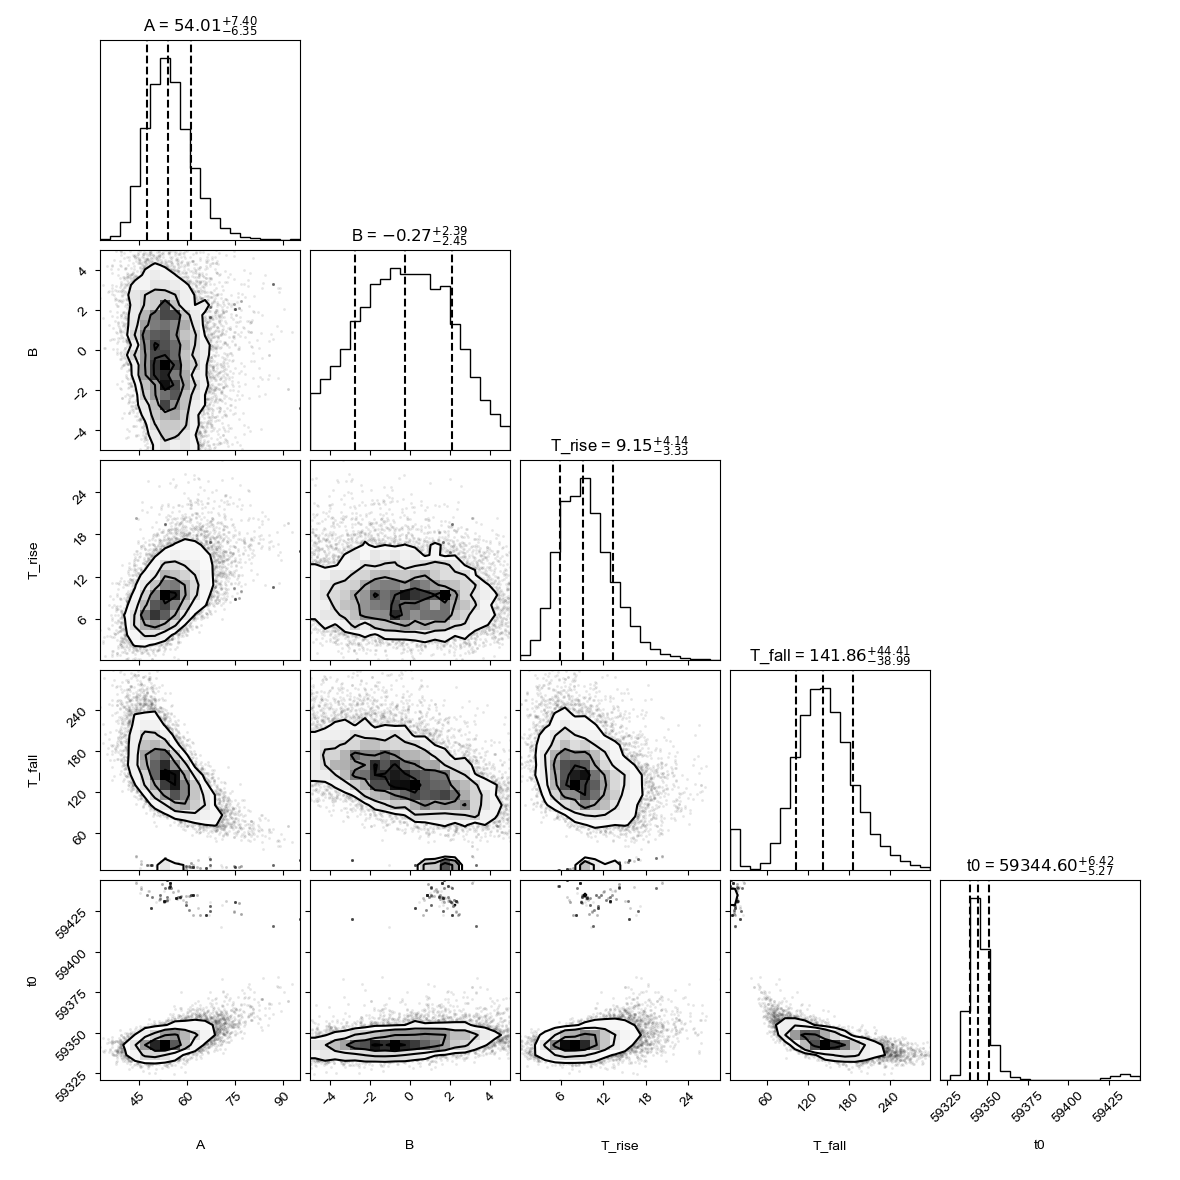 A = 54.01 +7.40 −6.35
B = −0.27 +2.39 −2.45
4
2
0
−2
−4
B
T_rise = 9.15 +4.14 −3.33
24
18
12
6
T_rise
T_fall = 141.86 +44.41 −38.99
240
180
120
60
T_fall
t0 = 59344.60 +6.42 −5.27
59425
59400
59375
59350
59325
t0
45 60 75 90
−4 −2 0 2 4
6 12 18 24
60 120 180 240
59325 59350 59375 59400 59425
A B T_rise T_fall t0